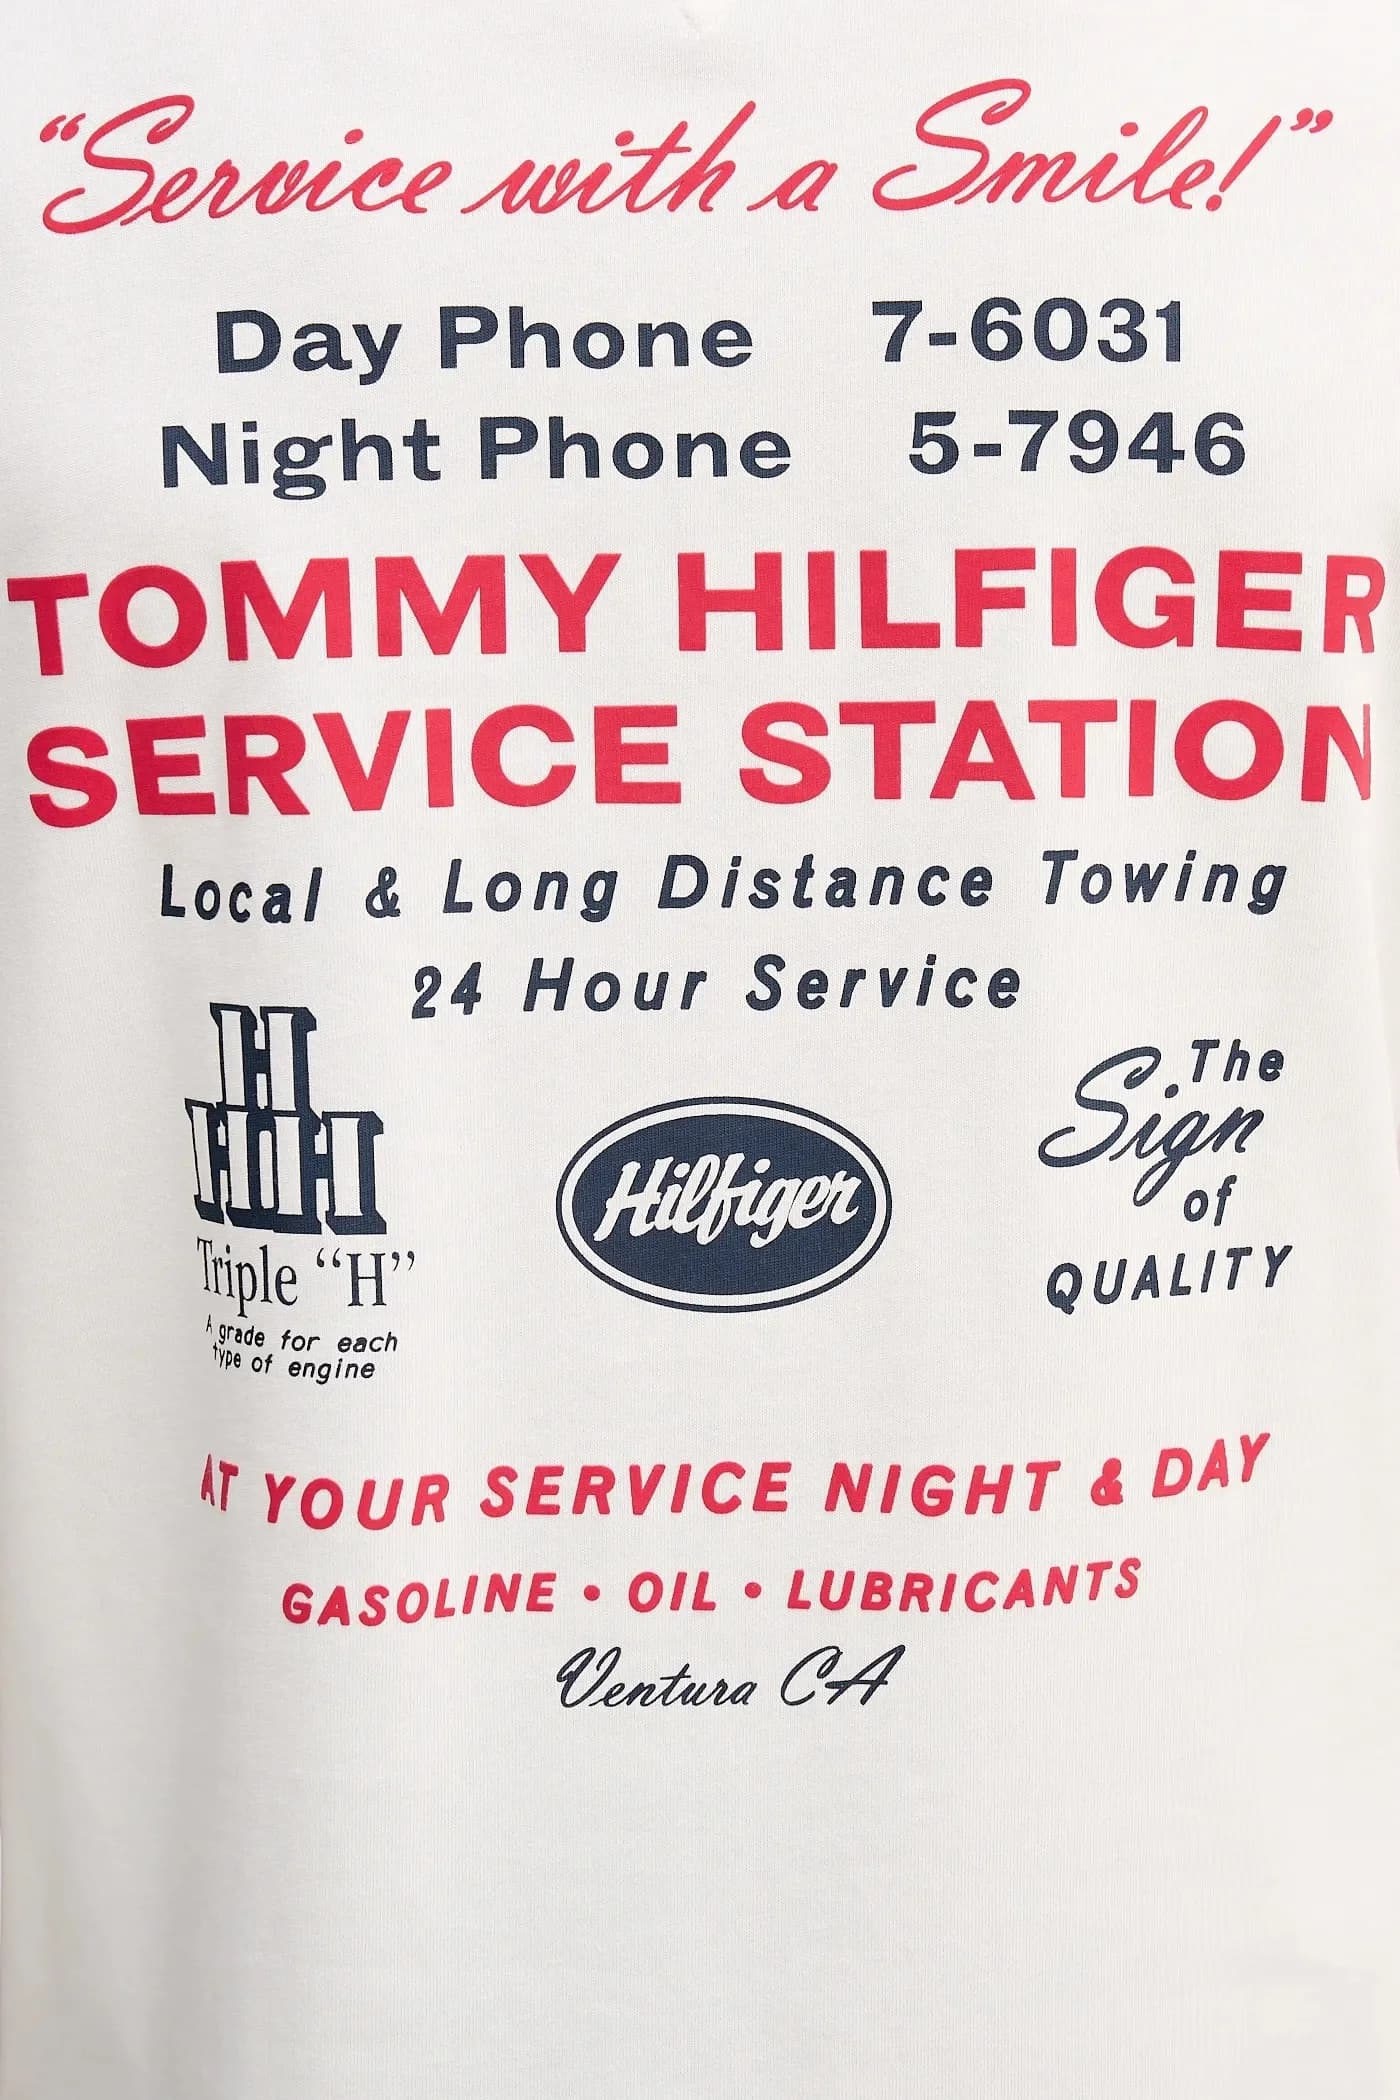 “Service with a Smile!”
Day Phone 7-6031
Night Phone 5-7946
TOMMY HILFIGER
SERVICE STATION
Local & Long Distance Towing
24 Hour Service
H
HHH
Triple “H”
A grade for each
type of engine
Hilfiger
The
Sign
of
QUALITY
AT YOUR SERVICE NIGHT & DAY
GASOLINE • OIL • LUBRICANTS
Ventura CA